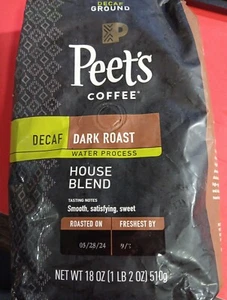 DECAF
GROUND
Peet's
COFFEE®
DECAF DARK ROAST
WATER PROCESS
HOUSE
BLEND
TASTING NOTES
Smooth, satisfying, sweet
ROASTED ON FRESHEST BY
05/28/24
NET WT 18 OZ (1 LB 2 OZ) 510g